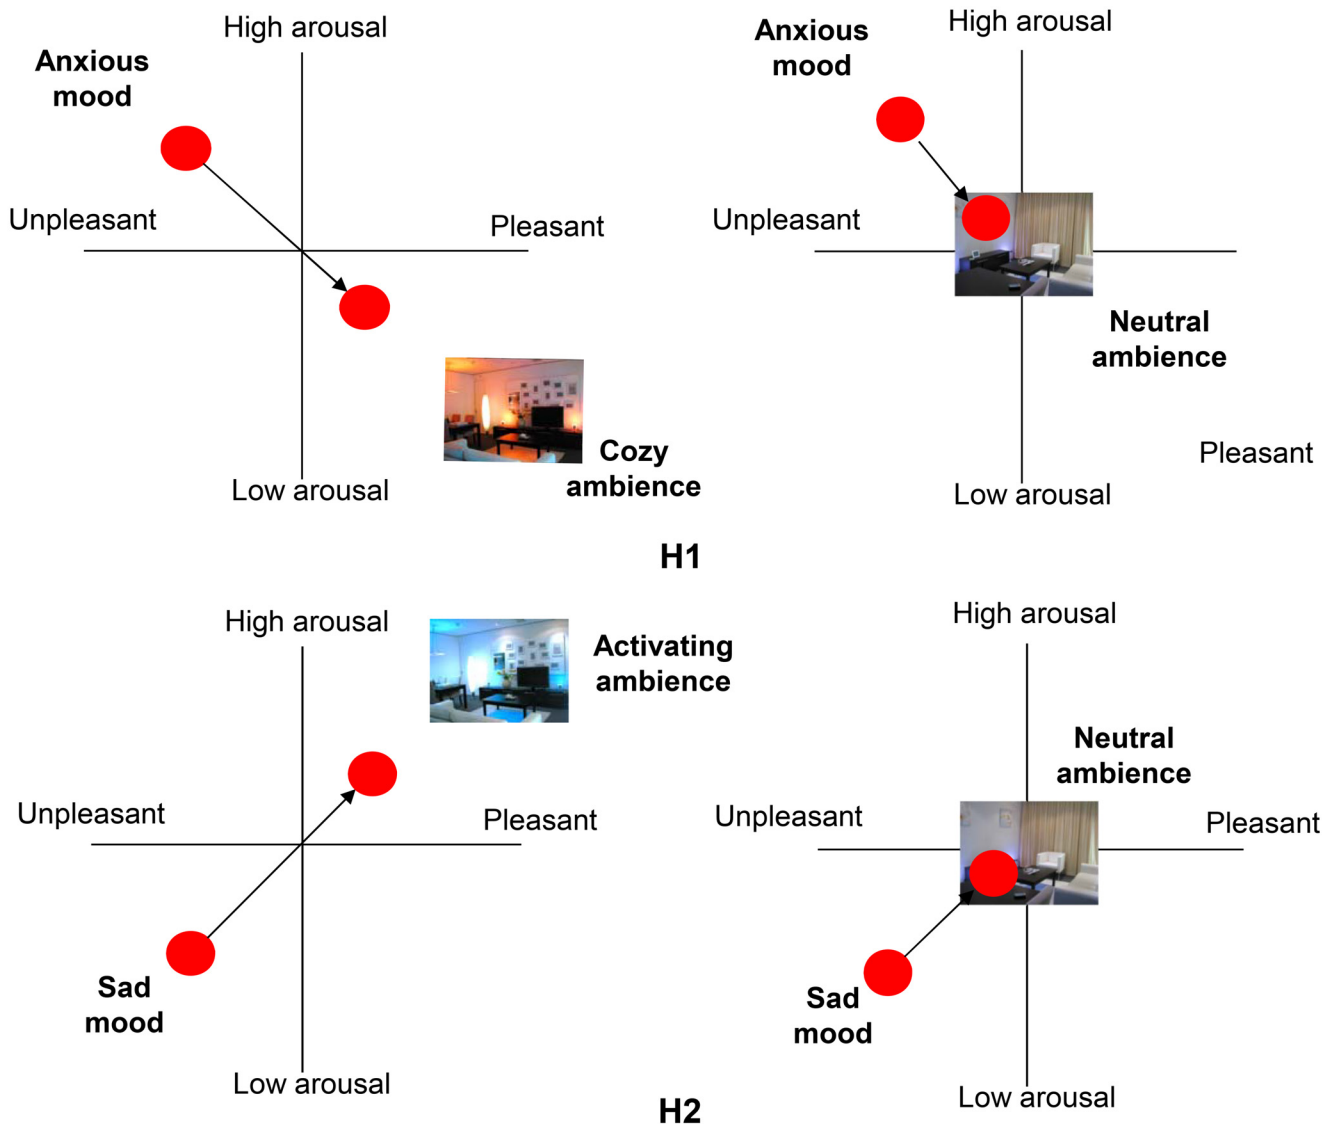 High arousal
Anxious
mood
Unpleasant
Pleasant
Cozy
ambience
Low arousal
High arousal
Anxious
mood
Unpleasant
Neutral
ambience
Pleasant
Low arousal
H1
High arousal
Activating
ambience
Unpleasant
Pleasant
Sad
mood
Low arousal
High arousal
Neutral
ambience
Unpleasant
Pleasant
Sad
mood
Low arousal
H2